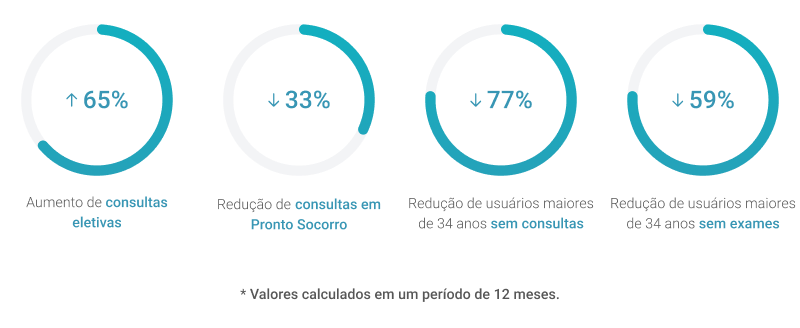 ↑ 65%
Aumento de consultas
eletivas
↓ 33%
Redução de consultas em
Pronto Socorro
↓ 77%
Redução de usuários maiores
de 34 anos sem consultas
↓ 59%
Redução de usuários maiores
de 34 anos sem exames
* Valores calculados em um período de 12 meses.